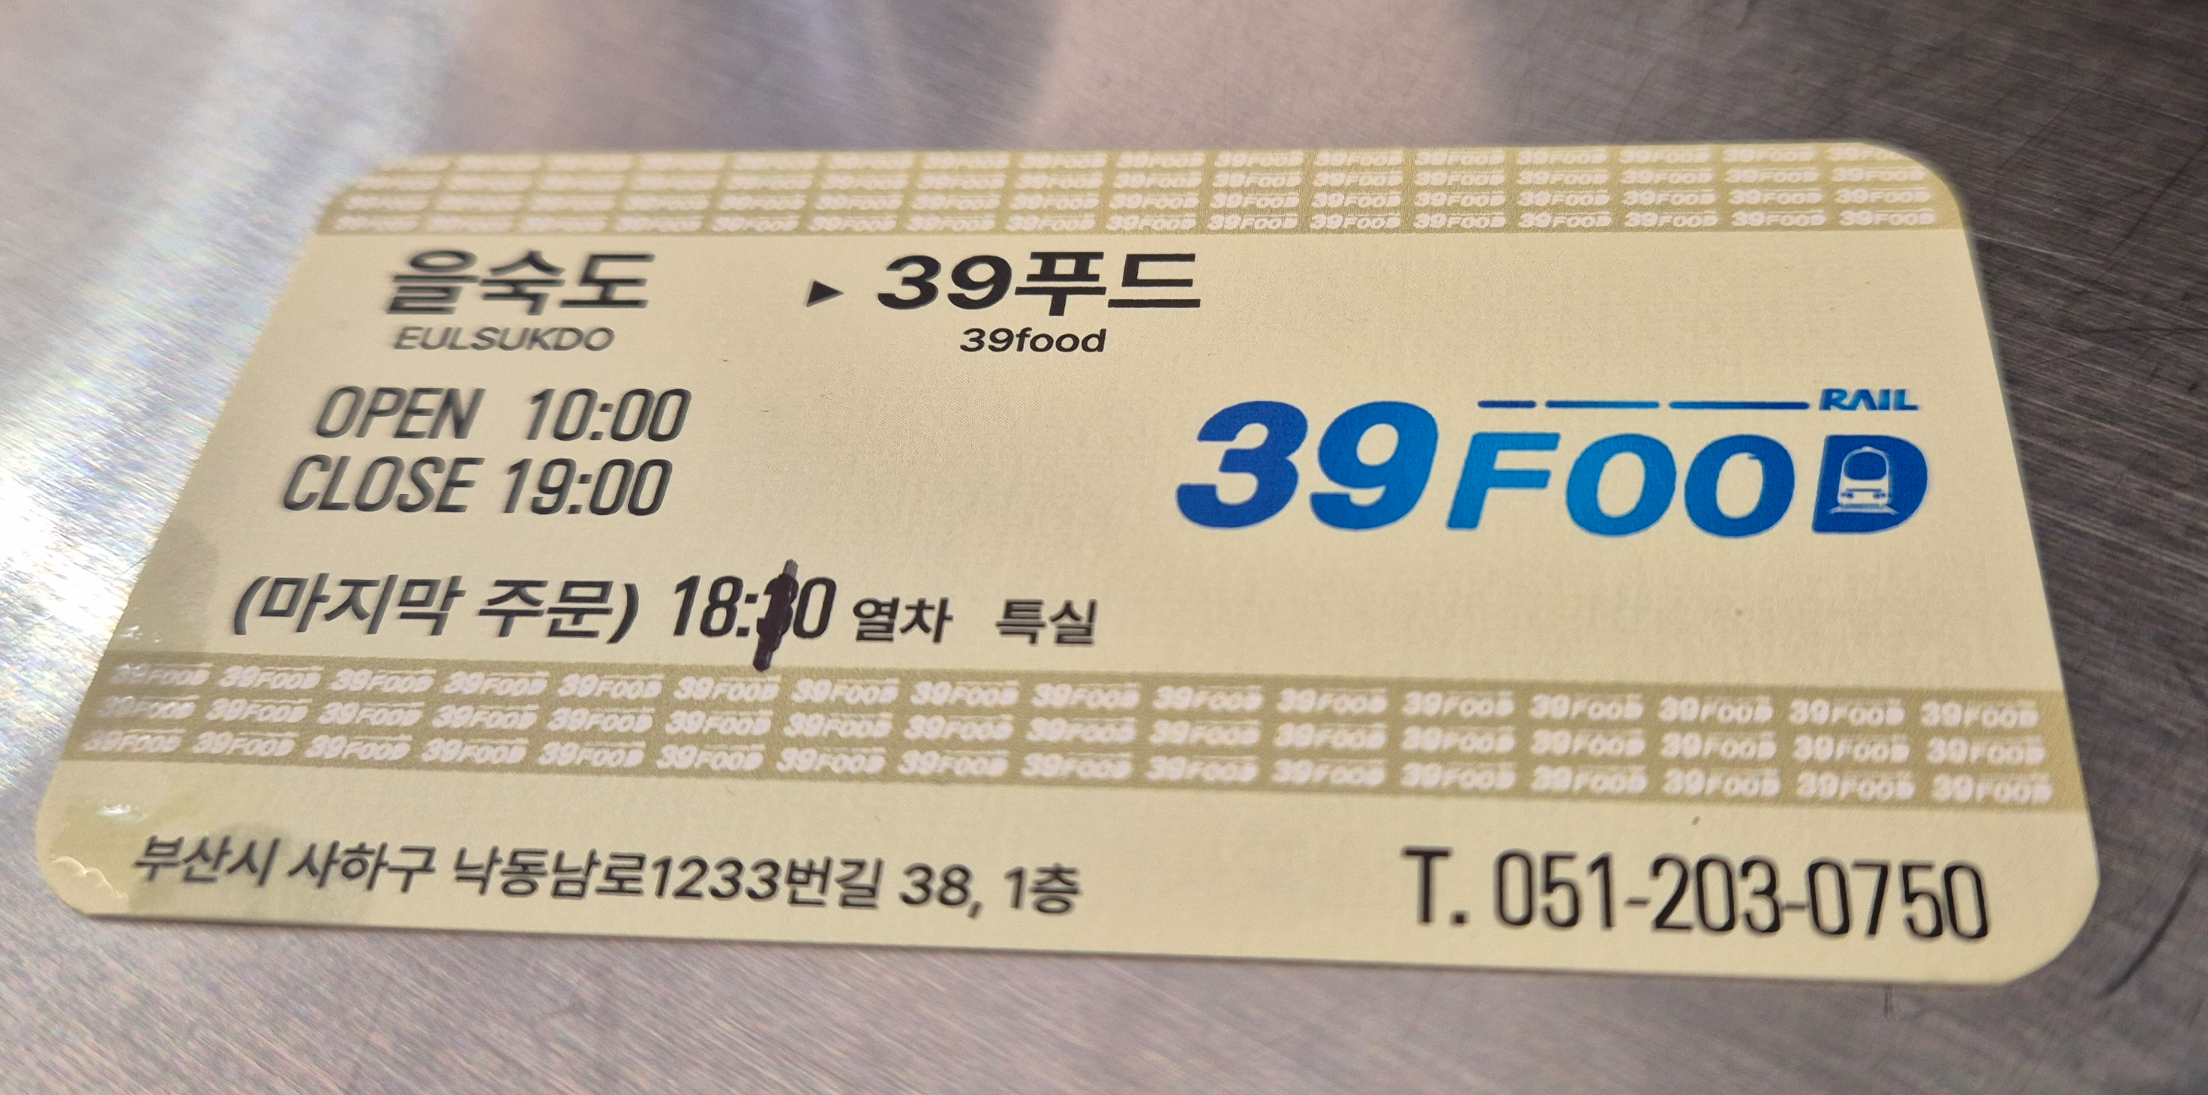 을숙도 ▶ 39푸드
EULSUKDO 39food
OPEN 10:00
CLOSE 19:00
RAIL
39FOOD
(마지막 주문) 18:10 열차 특실
부산시 사하구 낙동남로1233번길 38, 1층
T. 051-203-0750